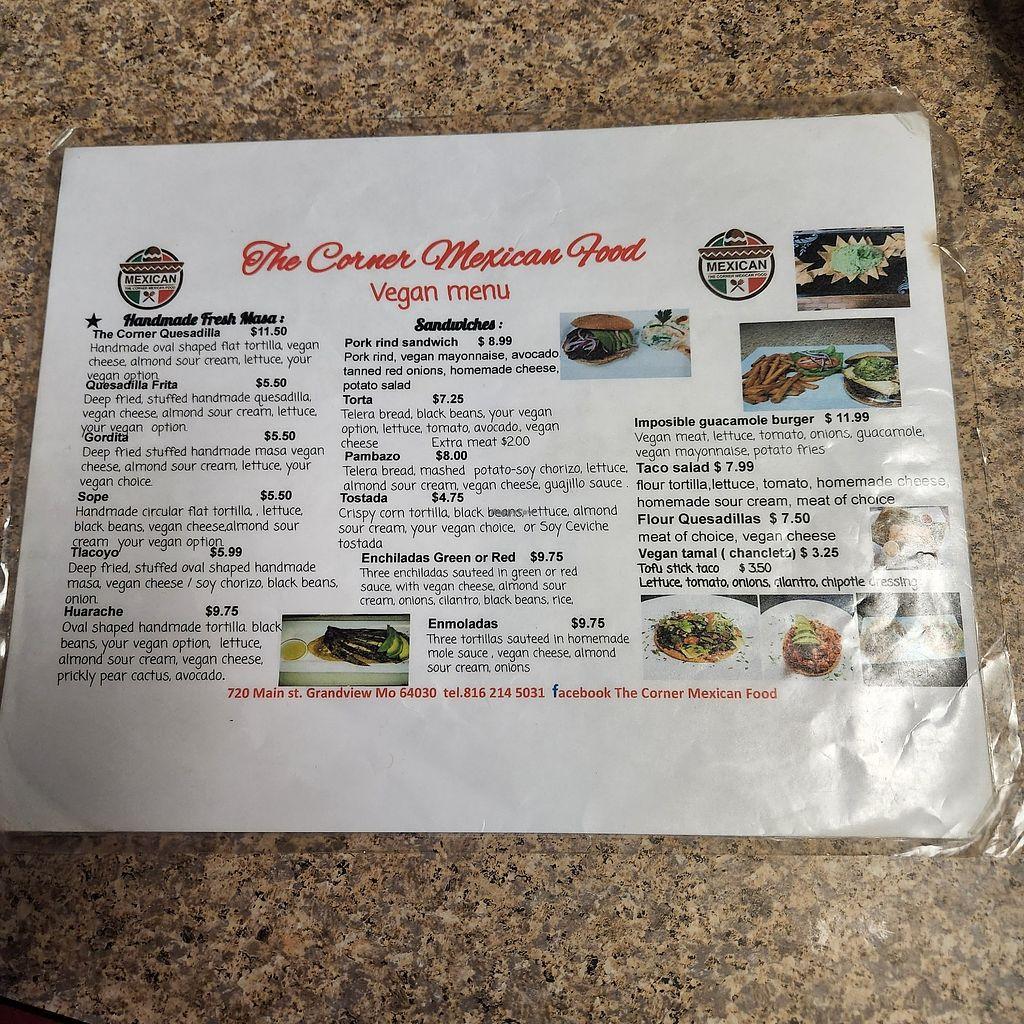 The Corner Mexican Food
Vegan menu
MEXICAN
THE CORNER MEXICAN FOOD
MEXICAN
THE CORNER MEXICAN FOOD
★ Handmade Fresh Masa :
The Corner Quesadilla $11.50
Handmade oval shaped flat tortilla, vegan
cheese, almond sour cream, lettuce, your
vegan option
Quesadilla Frita $5.50
Deep fried, stuffed handmade quesadilla,
vegan cheese, almond sour cream, lettuce,
your vegan option.
Gordita $5.50
Deep fried stuffed handmade masa vegan
cheese, almond sour cream, lettuce, your
vegan choice.
Sope $5.50
Handmade circular flat tortilla, . lettuce,
black beans, vegan cheese,almond sour
cream your vegan option.
Tlacoyo $5.99
Deep fried, stuffed oval shaped handmade
masa, vegan cheese / soy chorizo, black beans,
onion.
Huarache $9.75
Oval shaped handmade tortilla. black
beans, your vegan option, lettuce,
almond sour cream, vegan cheese,
prickly pear cactus, avocado.
Sandwiches :
Pork rind sandwich $ 8.99
Pork rind, vegan mayonnaise, avocado
tanned red onions, homemade cheese,
potato salad
Torta $7.25
Telera bread, black beans, your vegan
option, lettuce, tomato, avocado, vegan
cheese Extra meat $2.00
Pambazo $8.00
Telera bread, mashed potato-soy chorizo, lettuce,
almond sour cream, vegan cheese, guajillo sauce .
Tostada $4.75
Crispy corn tortilla, black beans, lettuce, almond
sour cream, your vegan choice, or Soy Ceviche
tostada
Enchiladas Green or Red $9.75
Three enchiladas sauteed in green or red
sauce, with vegan cheese, almond sour
cream, onions, cilantro, black beans, rice,
Enmoladas $9.75
Three tortillas sauteed in homemade
mole sauce , vegan cheese, almond
sour cream, onions
Imposible guacamole burger $ 11.99
Vegan meat, lettuce, tomato, onions, guacamole,
vegan mayonnaise, potato fries
Taco salad $ 7.99
flour tortilla,lettuce, tomato, homemade cheese,
homemade sour cream, meat of choice
Flour Quesadillas $ 7.50
meat of choice, vegan cheese
Vegan tamal ( chancleta) $ 3.25
Tofu stick taco $ 3.50
Lettuce, tomato, onions, cilantro, chipotle dressing
720 Main st. Grandview Mo 64030 tel.816 214 5031 facebook The Corner Mexican Food